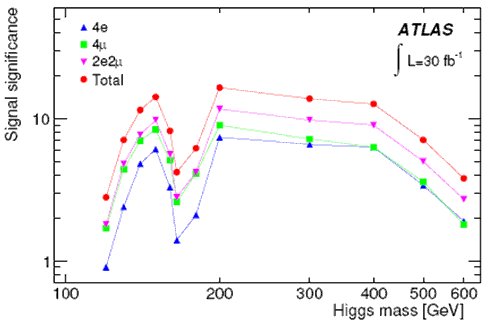 Signal significance
4e
4μ
2e2μ
Total
ATLAS
∫ L=30 fb⁻¹
10
1
100 200 300 400 500 600
Higgs mass [GeV]